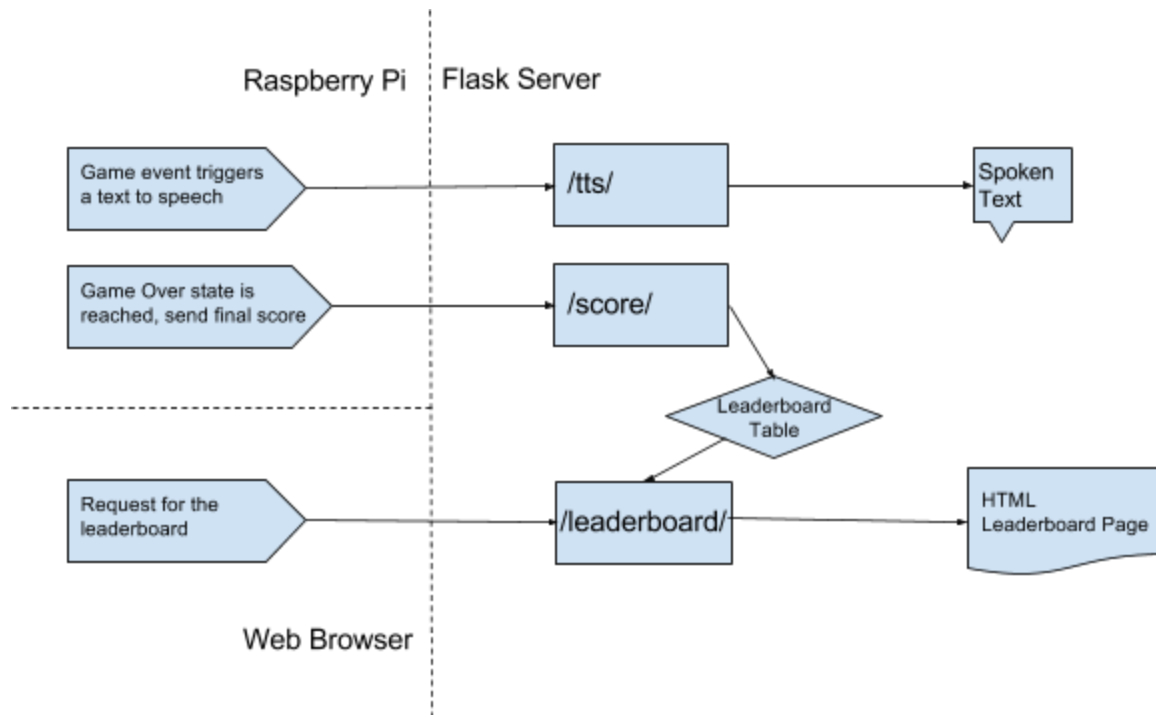 Raspberry Pi
Flask Server
Game event triggers
a text to speech
/tts/
Spoken
Text
Game Over state is
reached, send final score
/score/
Leaderboard
Table
Request for the
leaderboard
/leaderboard/
HTML
Leaderboard Page
Web Browser